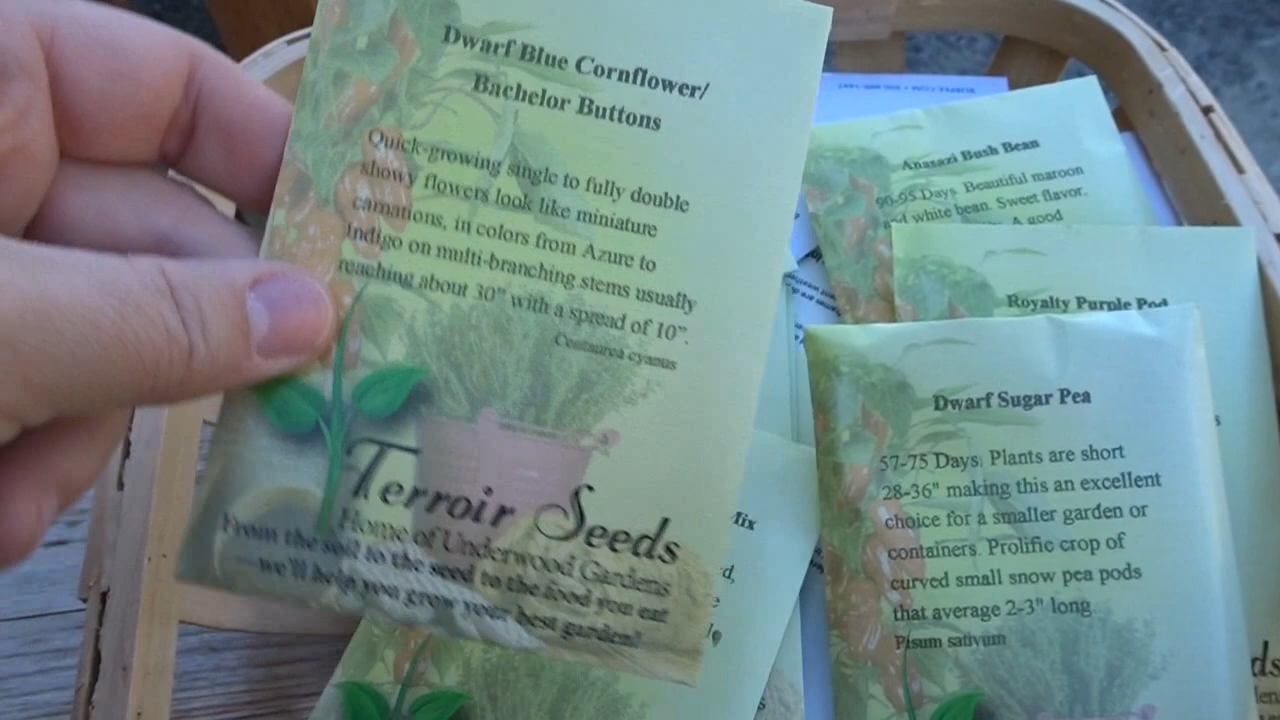 Dwarf Blue Cornflower/
Bachelor Buttons
Quick-growing single to fully double
showy flowers look like miniature
carnations, in colors from Azure to
Indigo on multi-branching stems usually
reaching about 30" with a spread of 10".
Centaurea cyanus
Terroir Seeds
Home of Underwood Gardens
From the soil to the seed to the food you eat
—we'll help you grow your best garden!
Anasazi Bush Bean
90-95 Days. Beautiful maroon
and white bean. Sweet flavor.
A good
Royalty Purple Pod
Dwarf Sugar Pea
57-75 Days. Plants are short
28-36" making this an excellent
choice for a smaller garden or
containers. Prolific crop of
curved small snow pea pods
that average 2-3" long.
Pisum sativum
Mix